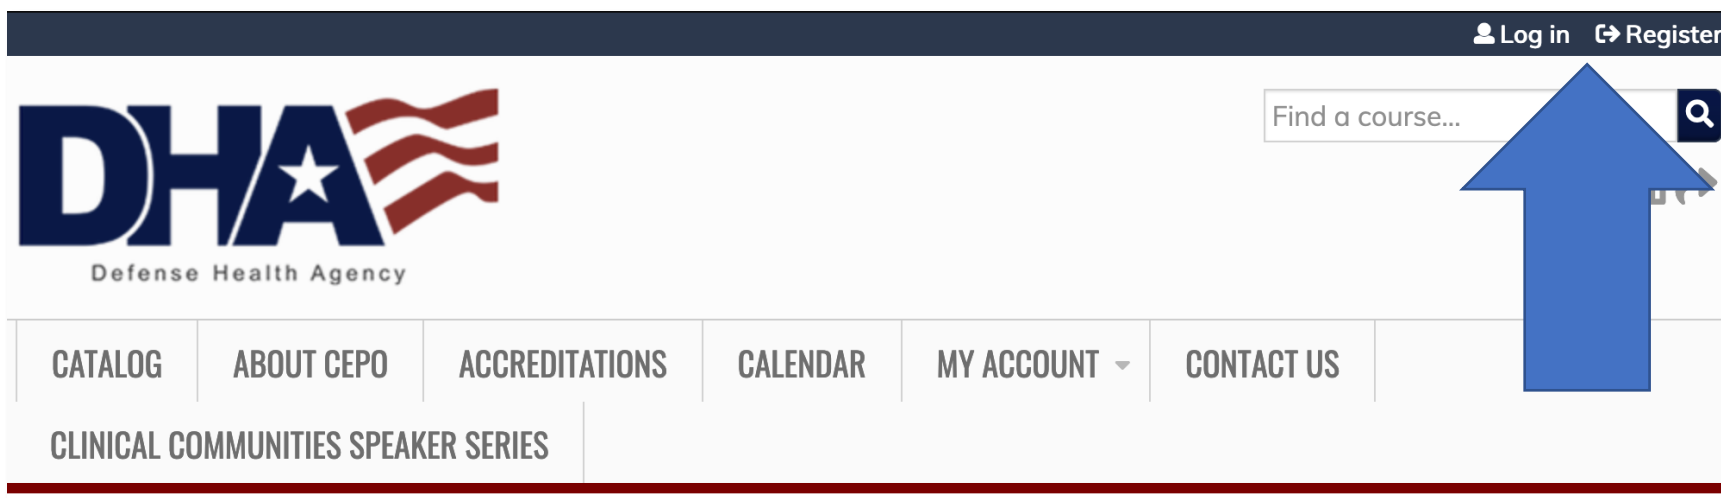 Log in Register
DHA
Find a course...
Defense Health Agency
CATALOG ABOUT CEPO ACCREDITATIONS CALENDAR MY ACCOUNT CONTACT US
CLINICAL COMMUNITIES SPEAKER SERIES